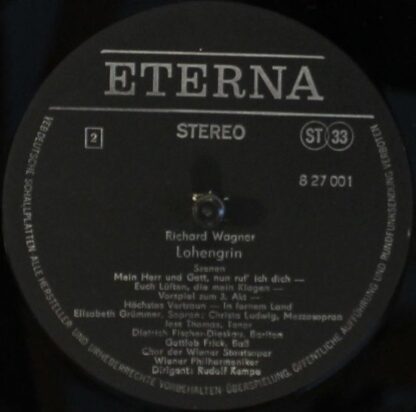 ETERNA
2
STEREO
ST 33
8 27 001
Richard Wagner
Lohengrin
Szenen
Mein Herr und Gott, nun ruf' ich dich —
Euch Lüften, die mein Klagen —
Vorspiel zum 3. Akt —
Höchstes Vertraun — In fernem Land
Elisabeth Grümmer, Sopran; Christa Ludwig, Mezzosopran
Jess Thomas, Tenor
Dietrich Fischer-Dieskau, Bariton
Gottlob Frick, Baß
Chor der Wiener Staatsoper
Wiener Philharmoniker
Dirigent: Rudolf Kempe
VEB DEUTSCHE SCHALLPLATTEN · ALLE HERSTELLER UND URHEBERRECHTE VORBEHALTEN · ÜBERSPIELUNG, ÖFFENTLICHE AUFFÜHRUNG UND RUNDFUNKSENDUNG VERBOTEN